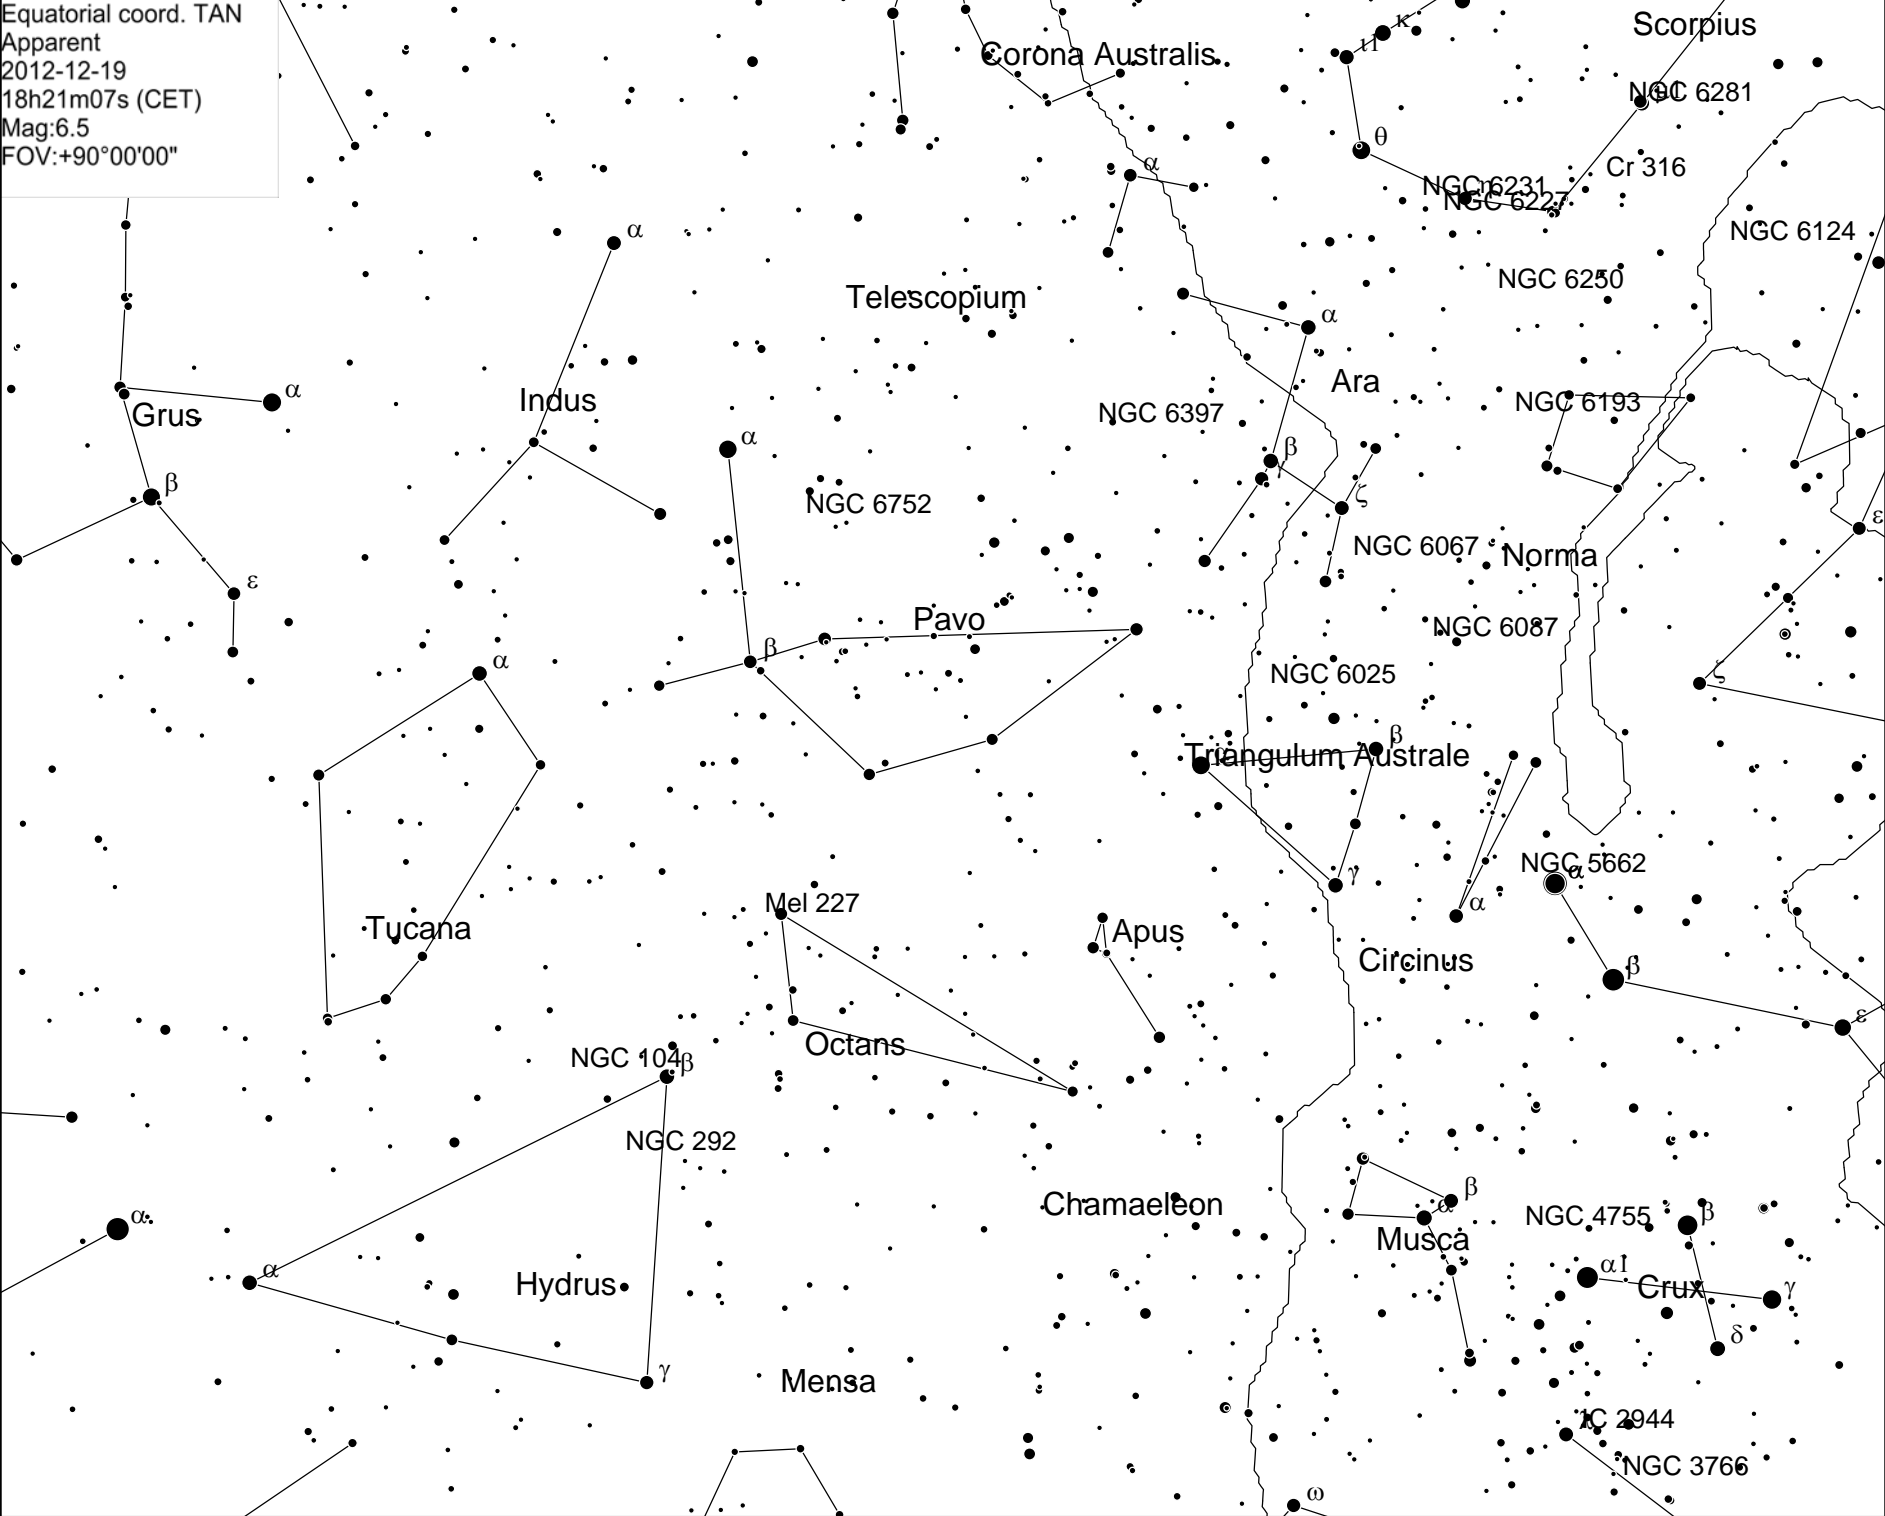 Equatorial coord. TAN
Apparent
2012-12-19
18h21m07s (CET)
Mag:6.5
FOV:+90°00'00"
Scorpius
κ
ι1
Corona Australis
NGC 6281
θ
α
Cr 316
NGC 6231
NGC 6227
α
NGC 6124
NGC 6250
Telescopium
α
Ara
α
Grus
Indus
NGC 6397
NGC 6193
α
β
β
ζ
NGC 6752
ε
NGC 6067
Norma
ε
Pavo
NGC 6087
β
α
NGC 6025
ζ
β
Triangulum Australe
α
NGC 5662
α
γ
α
Mel 227
Tucana
Apus
Circinus
β
ε
Octans
NGC 104
β
NGC 292
Chamaeleon
β
α
Musca
NGC 4755
β
α
α
Hydrus
α1
Crux
γ
δ
γ
Mensa
IC 2944
NGC 3766
ω